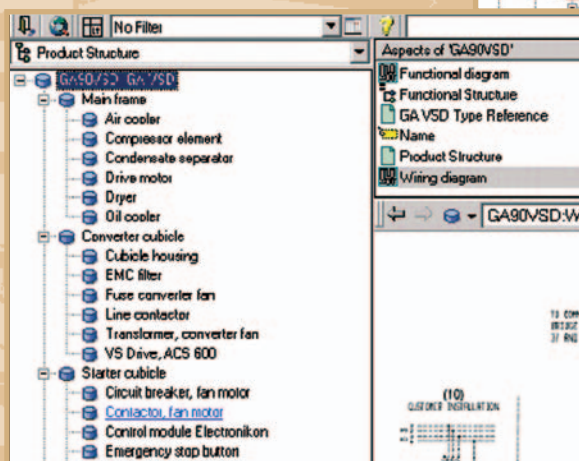 No Filter
Product Structure
GA90VSD, GA VSD
Main frame
Air cooler
Compressor element
Condensate separator
Drive motor
Dryer
Oil cooler
Converter cubicle
Cubicle housing
EMC filter
Fuse converter fan
Line contactor
Transformer, converter fan
VS Drive, ACS 600
Starter cubicle
Circuit breaker, fan motor
Contactor, fan motor
Control module Electronikon
Emergency stop button
Aspects of 'GA90VSD'
Functional diagram
Functional Structure
GA VSD Type Reference
Name
Product Structure
Wiring diagram
GA90VSD:W
TO COM
(10)
CUSTOMER INSTALLATION